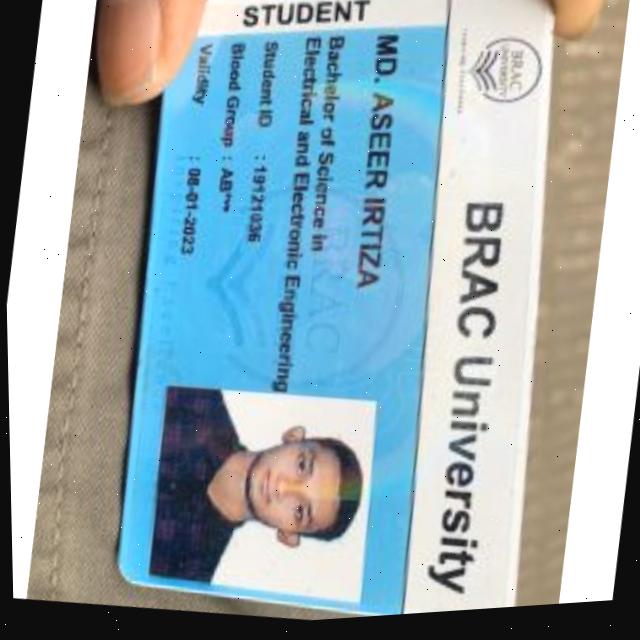 BRAC
UNIVERSITY
BRAC University
MD. ASEER IRTIZA
Bachelor of Science in
Electrical and Electronic Engineering
Student ID : 19121036
Blood Group : AB"**"
Validity : 08-01-2023
STUDENT
BRAC